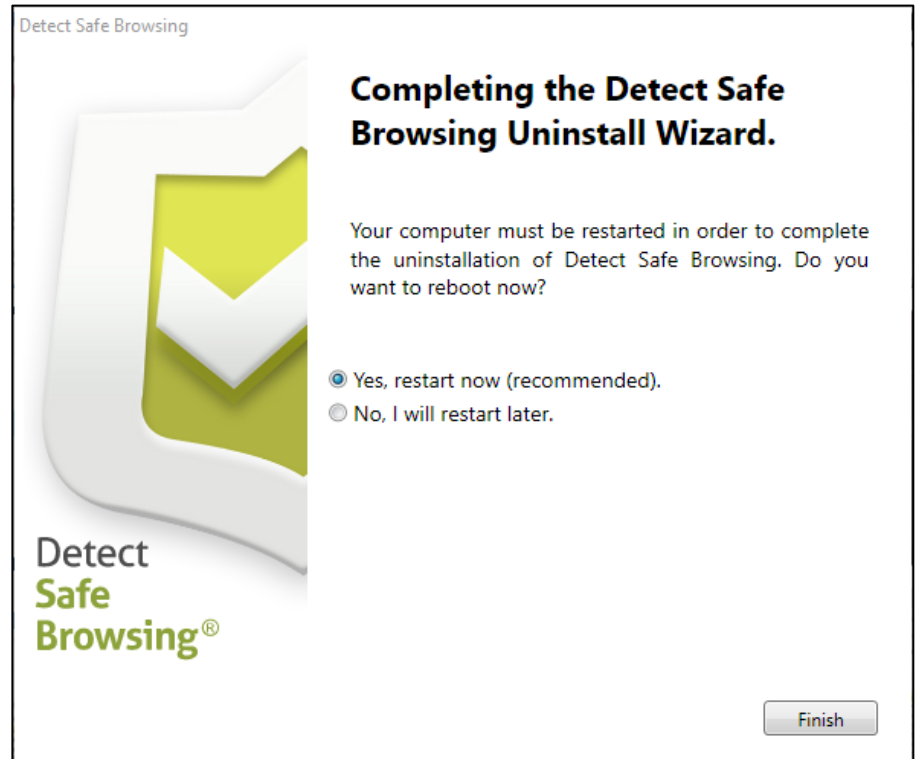 Detect Safe Browsing
Completing the Detect Safe
Browsing Uninstall Wizard.
Your computer must be restarted in order to complete
the uninstallation of Detect Safe Browsing. Do you
want to reboot now?
Yes, restart now (recommended).
No, I will restart later.
Detect
Safe
Browsing®
Finish